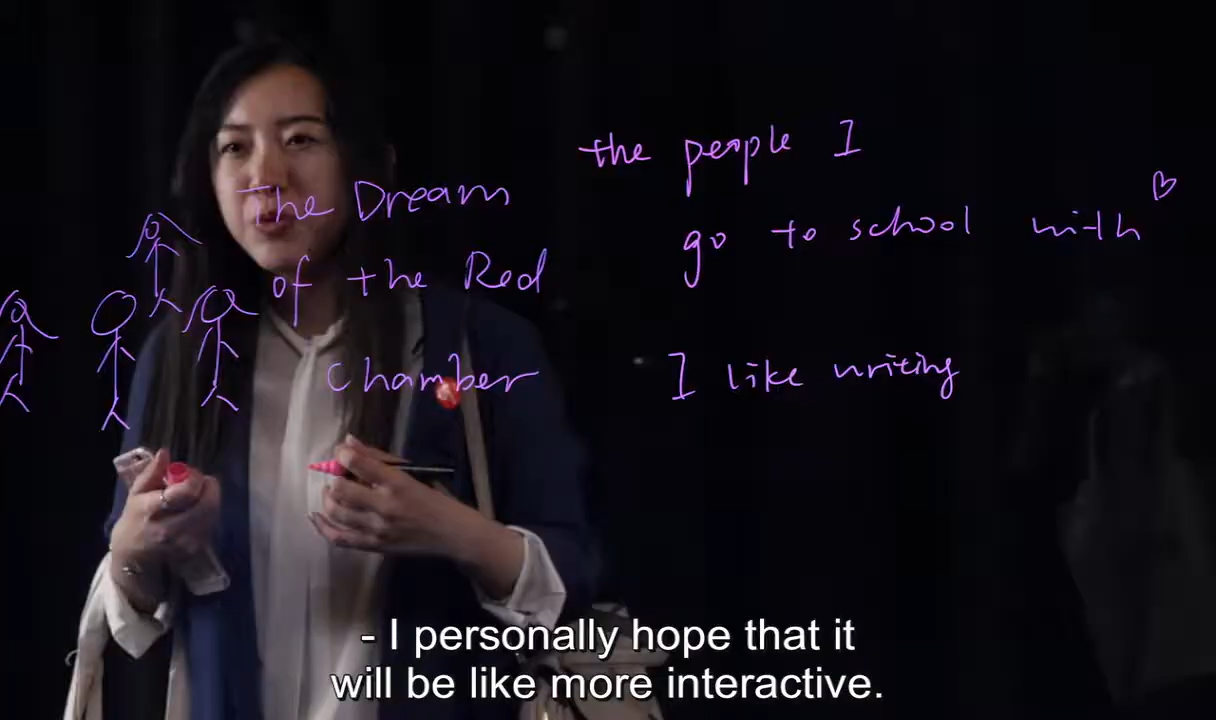 The Dream
of the Red
Chamber
the people I
go to school with
I like writing
- I personally hope that it
will be like more interactive.